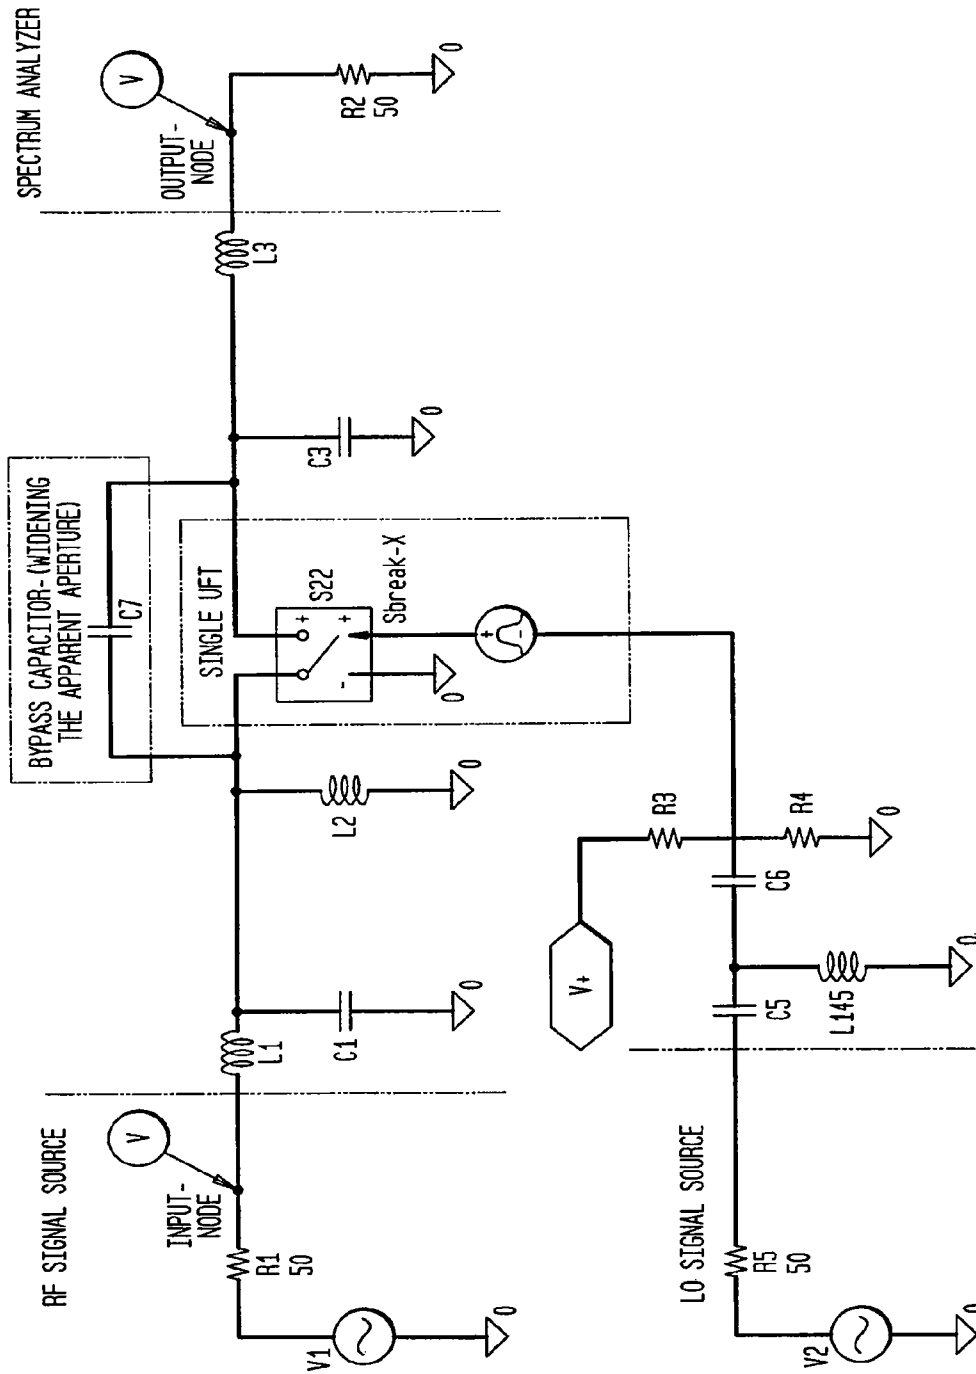 RF SIGNAL SOURCE
SPECTRUM ANALYZER
BYPASS CAPACITOR-(WIDENING
THE APPARENT APERTURE)
C7
V
INPUT-
NODE
V
OUTPUT-
NODE
SINGLE UFT
R1
50
L1
L3
S22
+
+
-
Sbreak-X
V1
0
C1
0
L2
0
0
C3
0
R2
50
0
+
-
V+
R3
R4
0
LO SIGNAL SOURCE
R5
50
C5
C6
L145
0
V2
0